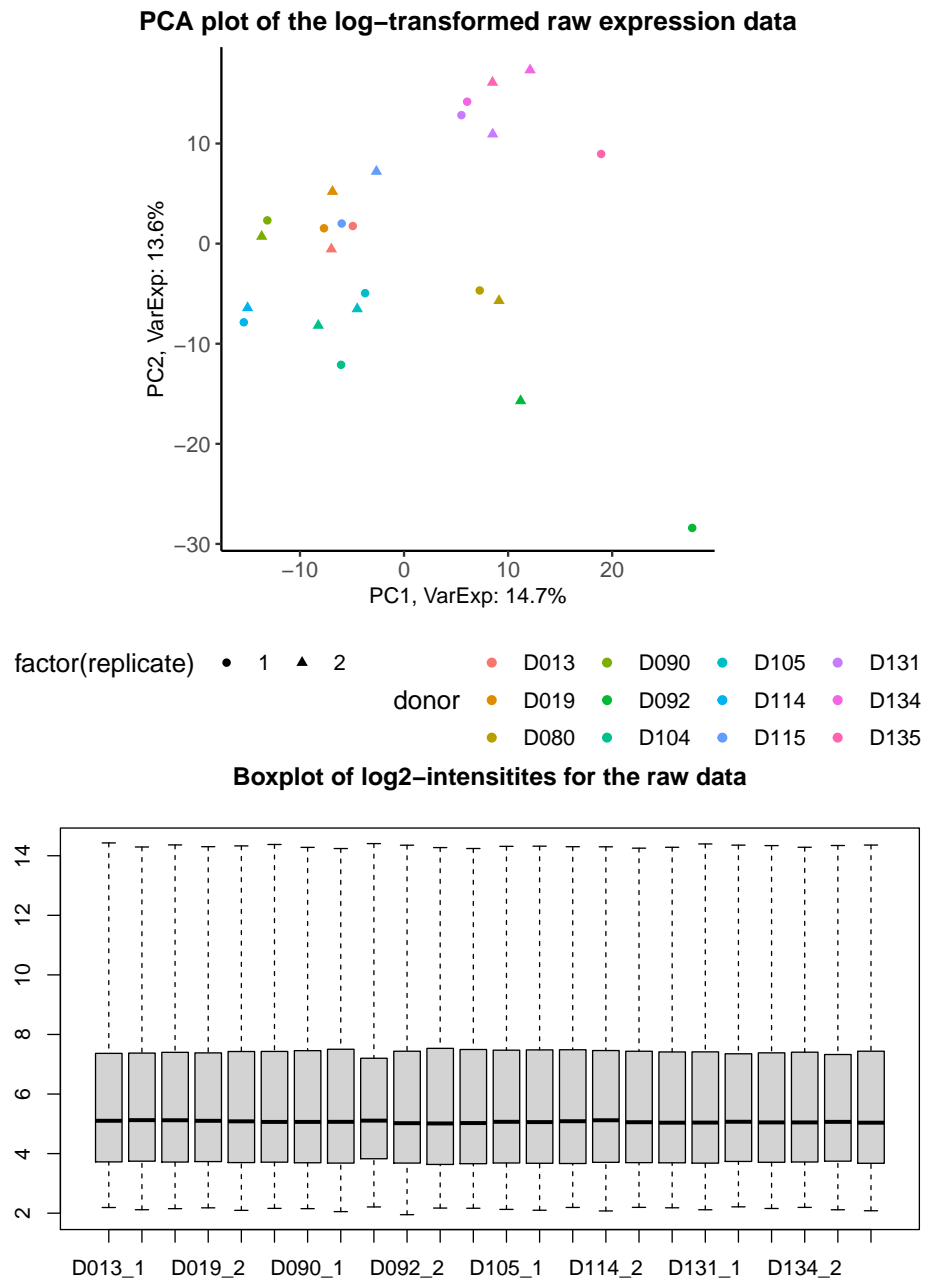 PCA plot of the log−transformed raw expression data
10
0
−10
−20
−30
PC2, VarExp: 13.6%
−10 0 10 20
PC1, VarExp: 14.7%
factor(replicate) 1 2
donor
D013 D090 D105 D131
D019 D092 D114 D134
D080 D104 D115 D135
Boxplot of log2−intensitites for the raw data
14
12
10
8
6
4
2
D013_1 D019_2 D090_1 D092_2 D105_1 D114_2 D131_1 D134_2